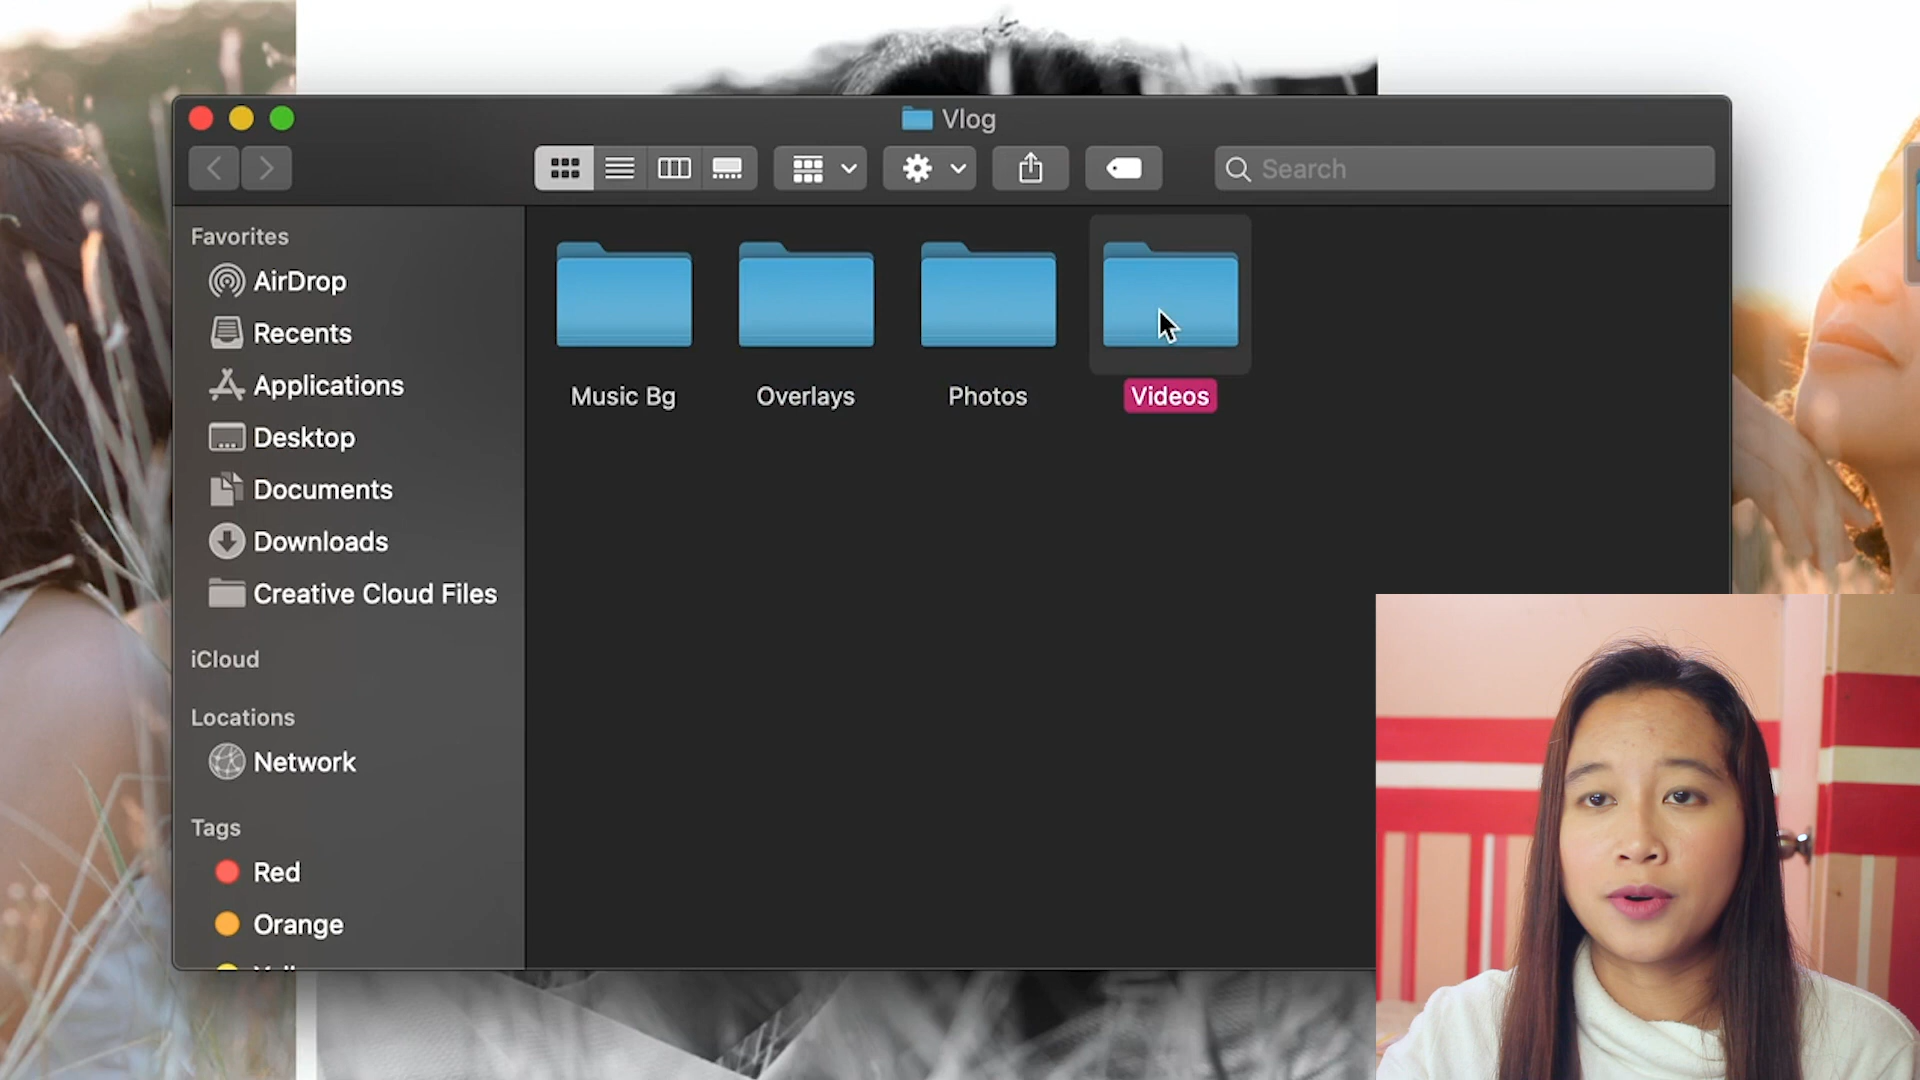 Vlog
Search
Favorites
AirDrop
Recents
Applications
Desktop
Documents
Downloads
Creative Cloud Files
iCloud
Locations
Network
Tags
Red
Orange
Music Bg
Overlays
Photos
Videos